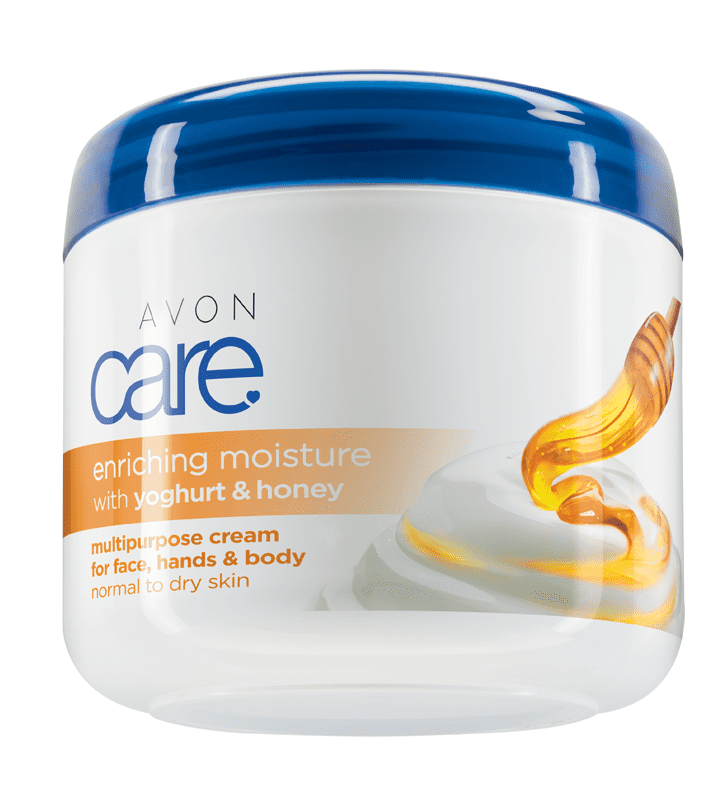 AVON
care
enriching moisture
with yoghurt & honey
multipurpose cream
for face, hands & body
normal to dry skin